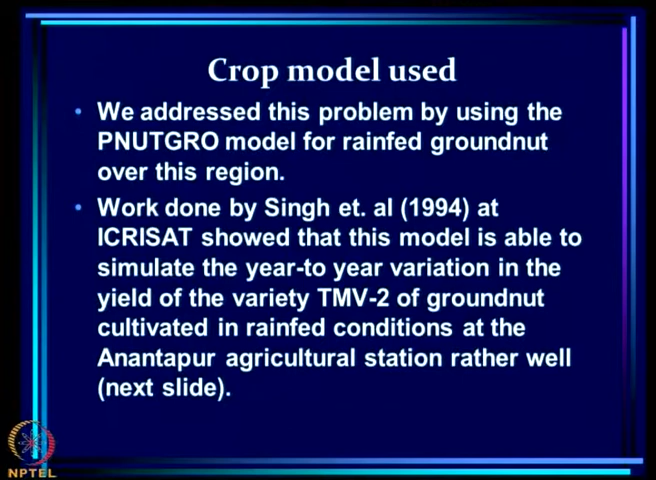 Crop model used
• We addressed this problem by using the
PNUTGRO model for rainfed groundnut
over this region.
• Work done by Singh et. al (1994) at
ICRISAT showed that this model is able to
simulate the year-to year variation in the
yield of the variety TMV-2 of groundnut
cultivated in rainfed conditions at the
Anantapur agricultural station rather well
(next slide).
NPTEL